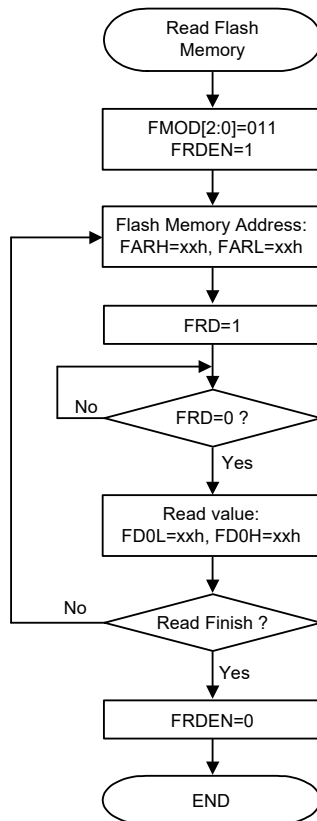 Read Flash
Memory
FMOD[2:0]=011
FRDEN=1
Flash Memory Address:
FARH=xxh, FARL=xxh
FRD=1
No
FRD=0 ?
Yes
Read value:
FD0L=xxh, FD0H=xxh
No
Read Finish ?
Yes
FRDEN=0
END